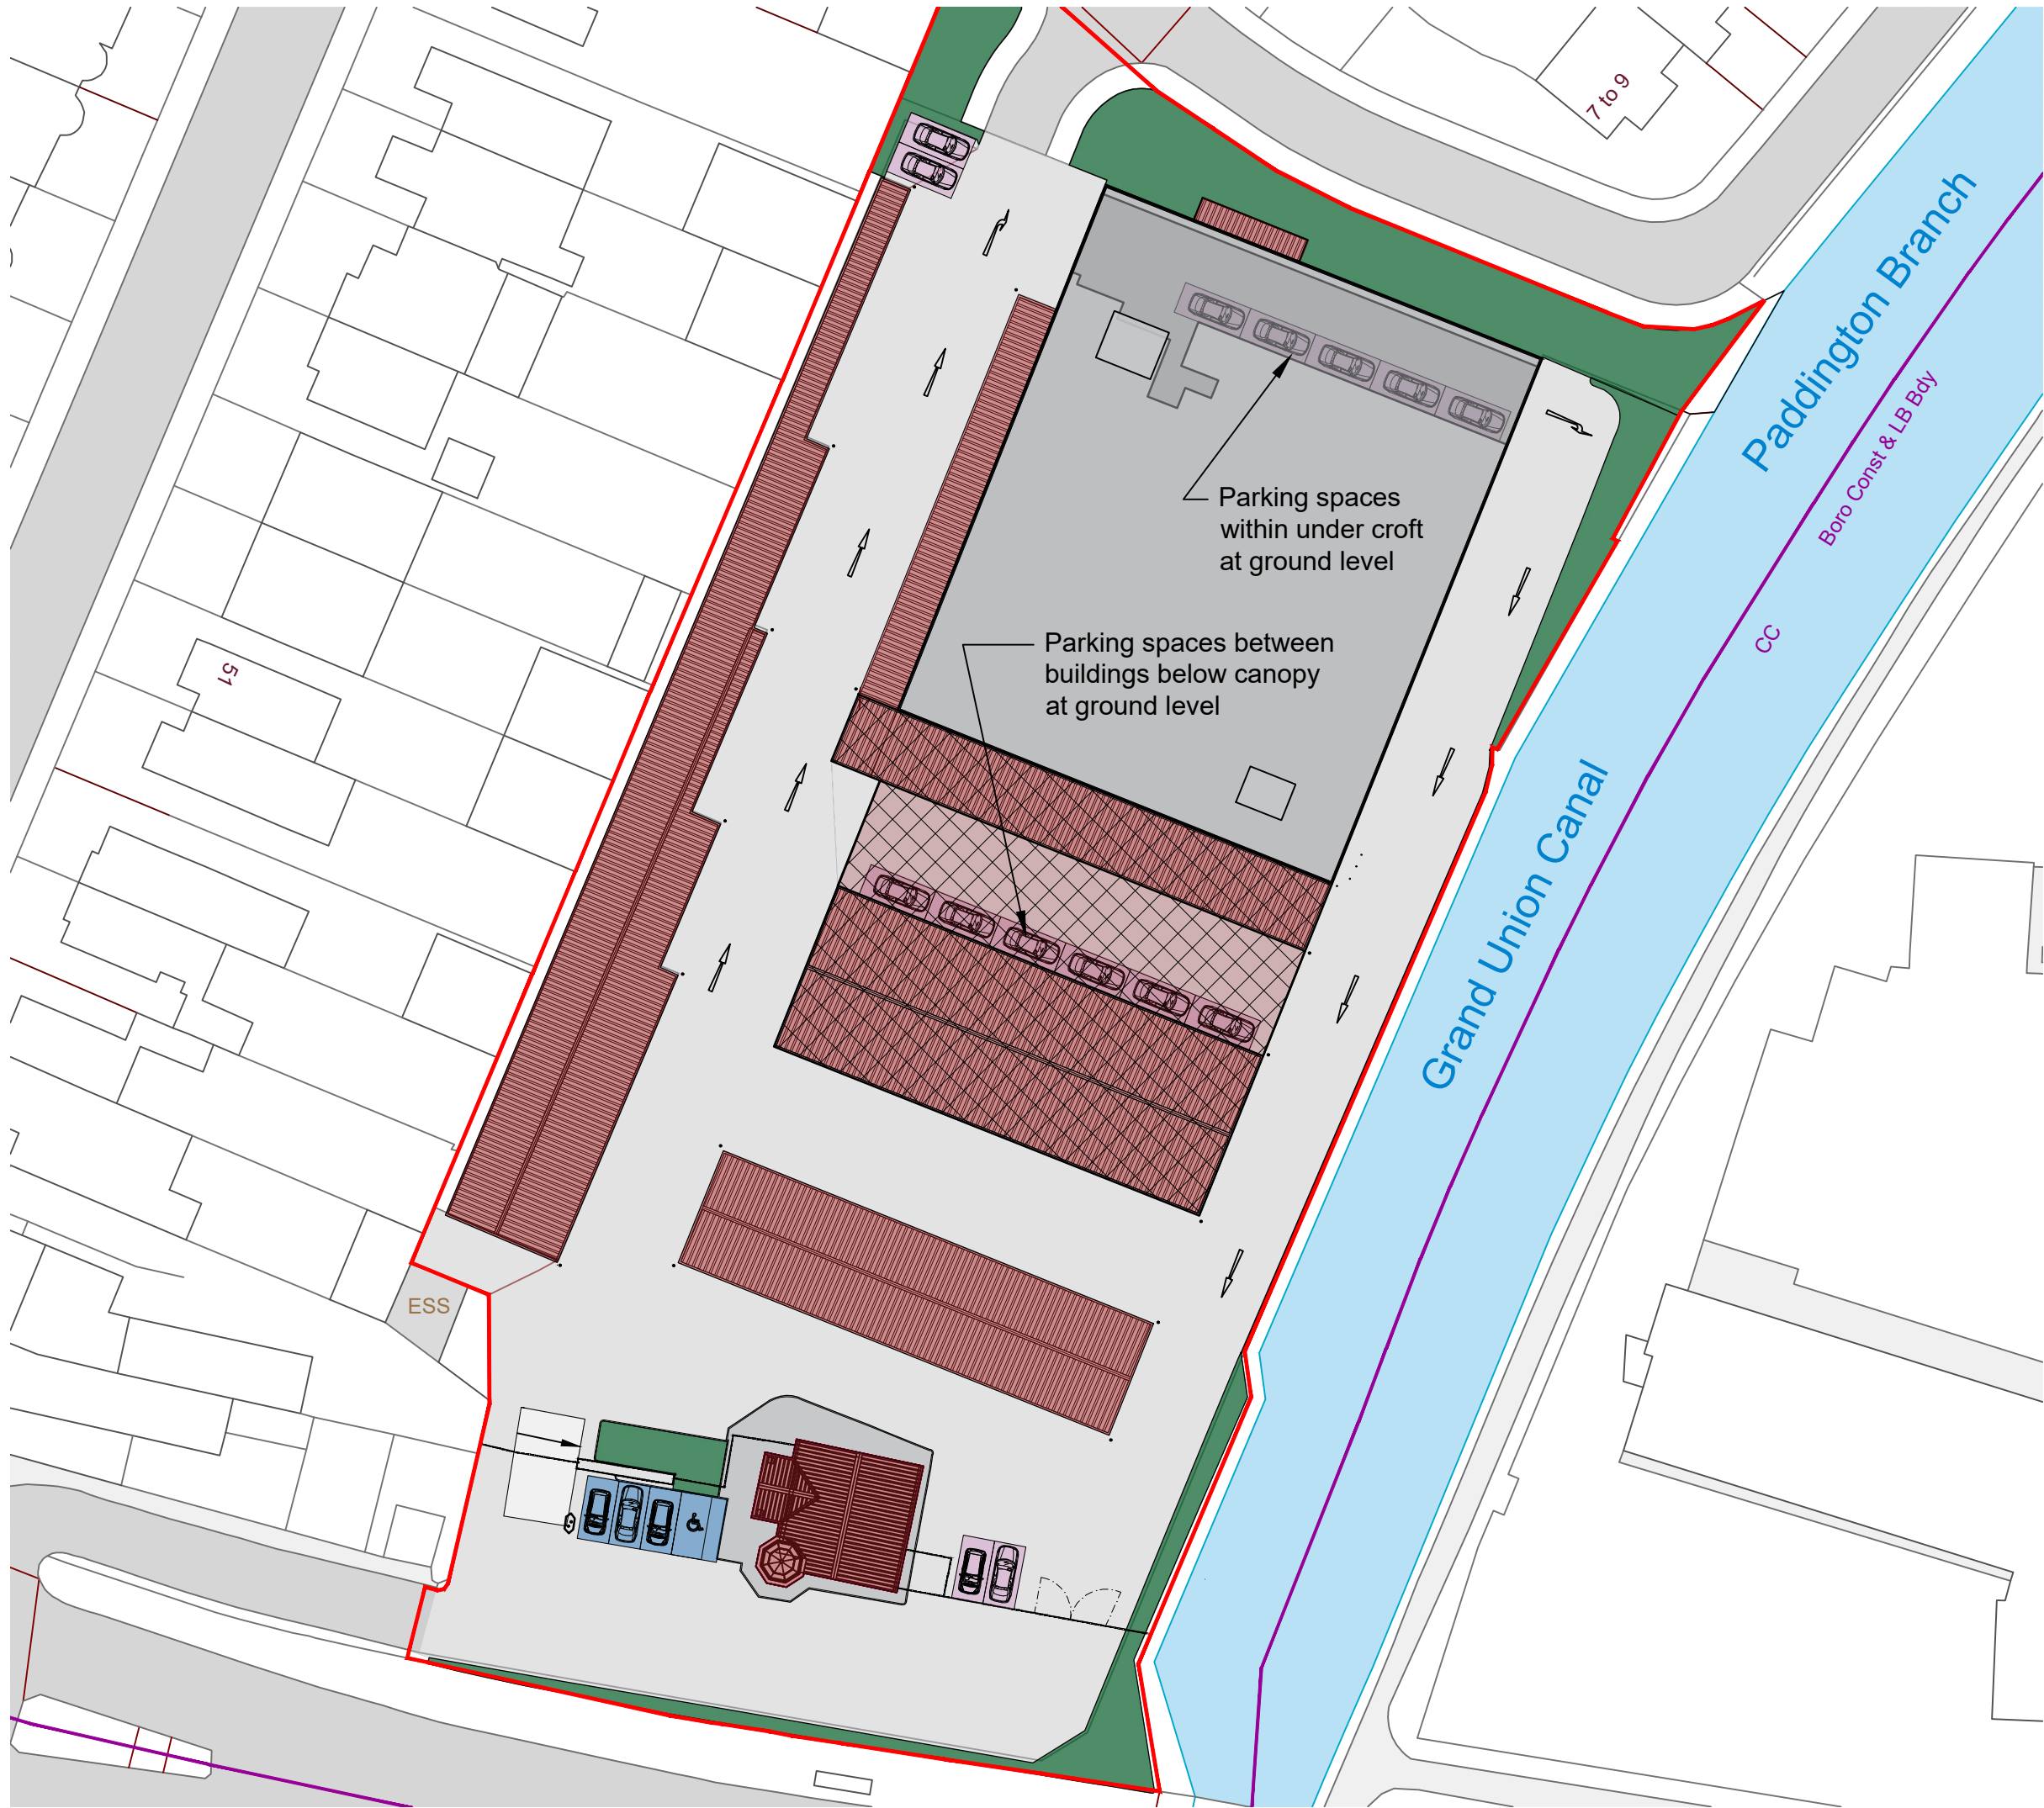 7 to 9
Paddington Branch
Boro Const & LB Bdy
Parking spaces
within under croft
at ground level
CC
Parking spaces between
buildings below canopy
at ground level
51
Grand Union Canal
ESS